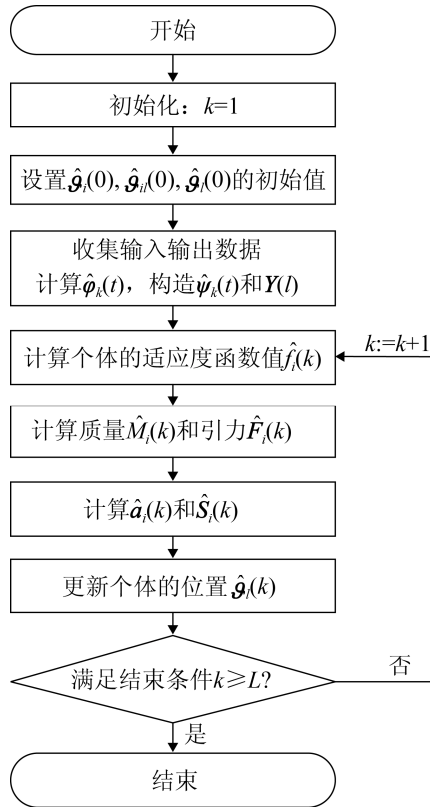 开始
初始化：k=1
设置ϑ̂ᵢ(0), ϑ̂ᵢₗ(0), ϑ̂ₗ(0)的初始值
收集输入输出数据
计算φ̂ₖ(t)，构造ψ̂ₖ(t)和Y(l)
计算个体的适应度函数值f̂ᵢ(k)
k:=k+1
计算质量M̂ᵢ(k)和引力F̂ᵢ(k)
计算âᵢ(k)和Ŝᵢ(k)
更新个体的位置ϑ̂ₗ(k)
满足结束条件k≥L?
否
是
结束